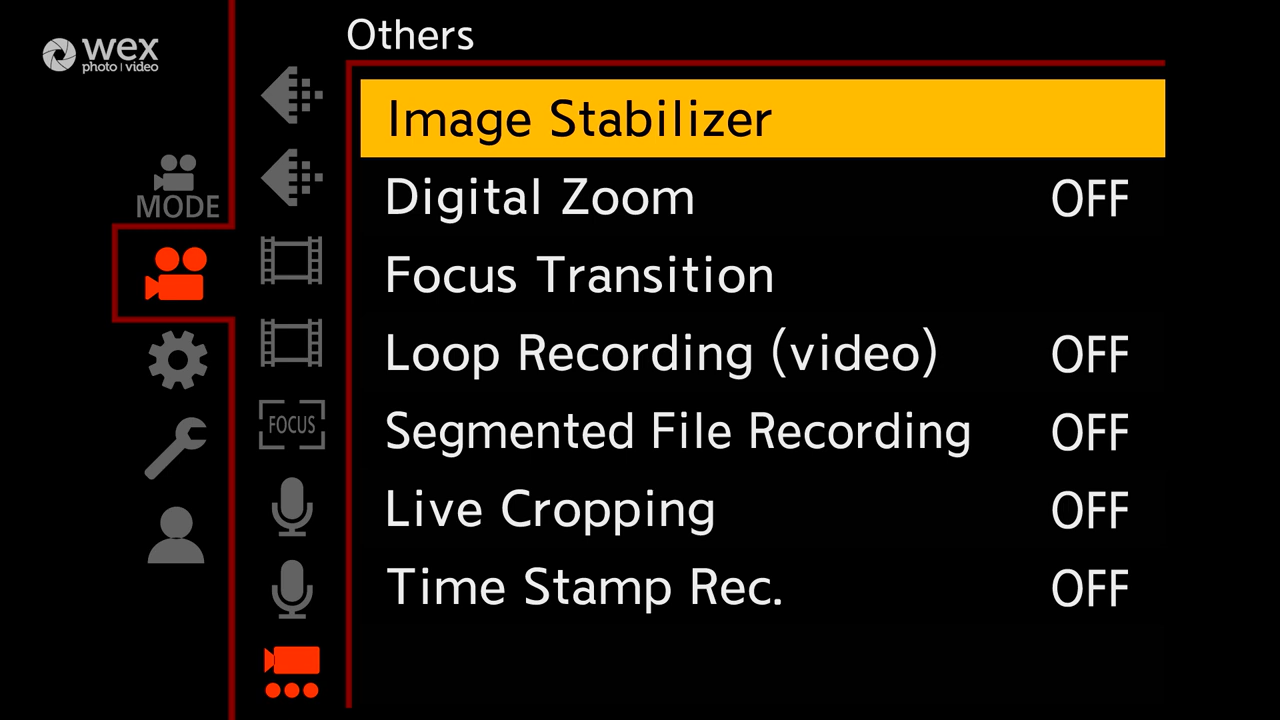 wex
photo | video
Others
MODE
FOCUS
Image Stabilizer
Digital Zoom OFF
Focus Transition
Loop Recording (video) OFF
Segmented File Recording OFF
Live Cropping OFF
Time Stamp Rec. OFF